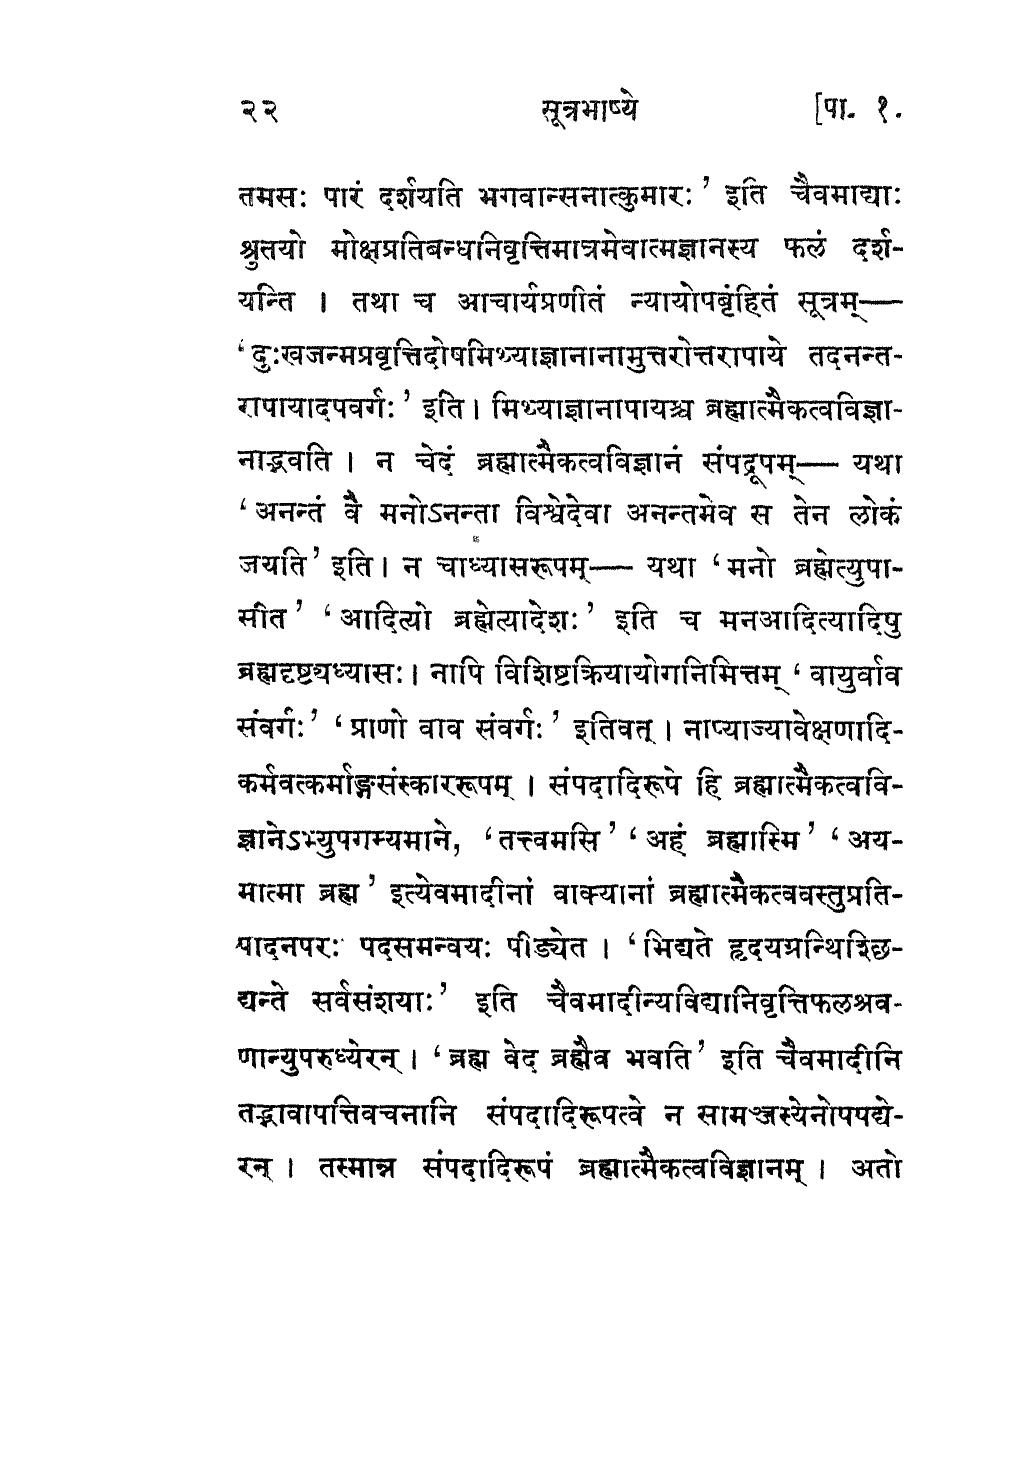 २२ सूत्रभाष्ये [पा. १.
तमसः पारं दर्शयति भगवान्सनात्कुमारः’ इति चैवमाद्याः
श्रुतयो मोक्षप्रतिबन्धनिवृत्तिमात्रमेवात्मज्ञानस्य फलं दर्श-
यन्ति । तथा च आचार्यप्रणीतं न्यायोपबृंहितं सूत्रम्—
‘दुःखजन्मप्रवृत्तिदोषमिथ्याज्ञानानामुत्तरोत्तरापाये तदनन्त-
रापायादपवर्गः’ इति । मिथ्याज्ञानापायश्च ब्रह्मात्मैकत्वविज्ञा-
नाद्भवति । न चेदं ब्रह्मात्मैकत्वविज्ञानं संपद्रूपम्— यथा
‘अनन्तं वै मनोऽनन्ता विश्वेदेवा अनन्तमेव स तेन लोकं
जयति’ इति । न चाध्यासरूपम्— यथा ‘मनो ब्रह्मेत्युपा-
सीत’ ‘आदित्यो ब्रह्मेत्यादेशः’ इति च मनआदित्यादिषु
ब्रह्मदृष्ट्यध्यासः । नापि विशिष्टक्रियायोगनिमित्तम् ‘वायुर्वाव
संवर्गः’ ‘प्राणो वाव संवर्गः’ इतिवत् । नाप्याज्यावेक्षणादि-
कर्मवत्कर्माङ्गसंस्काररूपम् । संपदादिरूपे हि ब्रह्मात्मैकत्ववि-
ज्ञानेऽभ्युपगम्यमाने, ‘तत्त्वमसि’ ‘अहं ब्रह्मास्मि’ ‘अय-
मात्मा ब्रह्म’ इत्येवमादीनां वाक्यानां ब्रह्मात्मैकत्ववस्तुप्रति-
पादनपरः पदसमन्वयः पीड्येत । ‘भिद्यते हृदयग्रन्थिश्छि-
द्यन्ते सर्वसंशयाः’ इति चैवमादीन्यविद्यानिवृत्तिफलश्रव-
णान्युपरुध्येरन् । ‘ब्रह्म वेद ब्रह्मैव भवति’ इति चैवमादीनि
तद्भावापत्तिवचनानि संपदादिरूपत्वे न सामञ्जस्येनोपपद्ये-
रन् । तस्मान्न संपदादिरूपं ब्रह्मात्मैकत्वविज्ञानम् । अतो